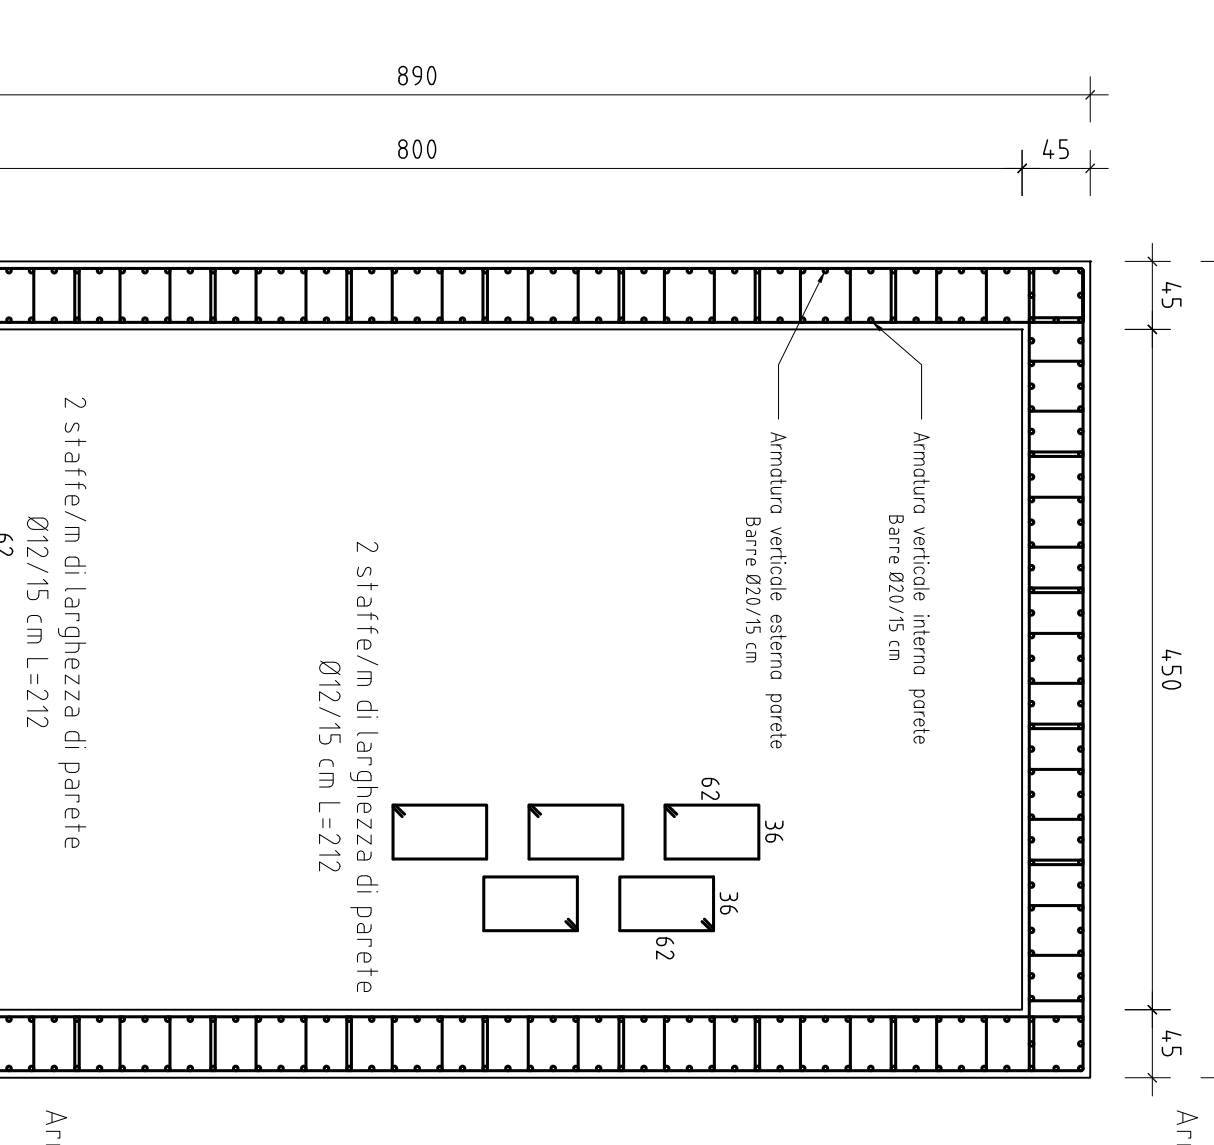 890
800
45
45
450
45
Armatura verticale interna parete
Barre Ø20/15 cm
Armatura verticale esterna parete
Barre Ø20/15 cm
2 staffe/m di larghezza di parete
Ø12/15 cm L=212
2 staffe/m di larghezza di parete
Ø12/15 cm L=212
62
62
36
36
62